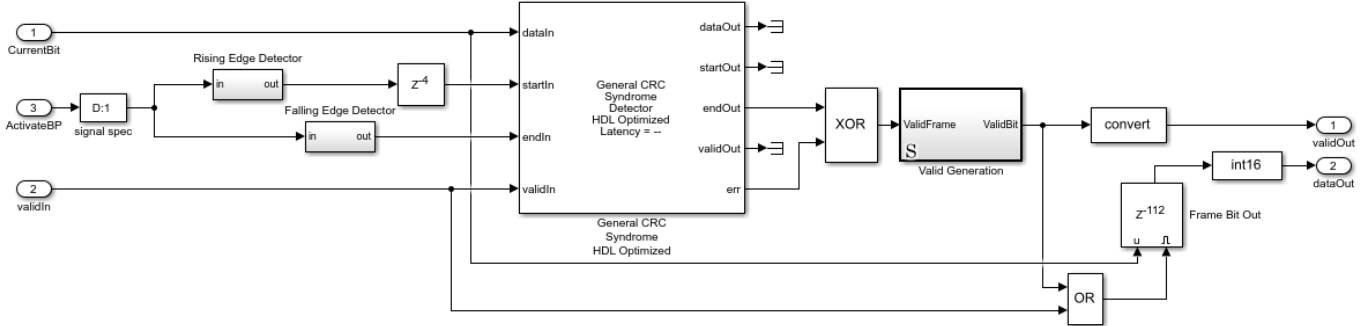 1
CurrentBit
3
ActivateBP
D:1
signal spec
Rising Edge Detector
in
out
z-4
Falling Edge Detector
in
out
2
validIn
dataIn
startIn
endIn
validIn
General CRC
Syndrome
Detector
HDL Optimized
Latency = --
dataOut
startOut
endOut
validOut
err
General CRC
Syndrome
HDL Optimized
XOR
ValidFrame
ValidBit
S
Valid Generation
convert
1
validOut
int16
2
dataOut
z-112
u
Frame Bit Out
OR